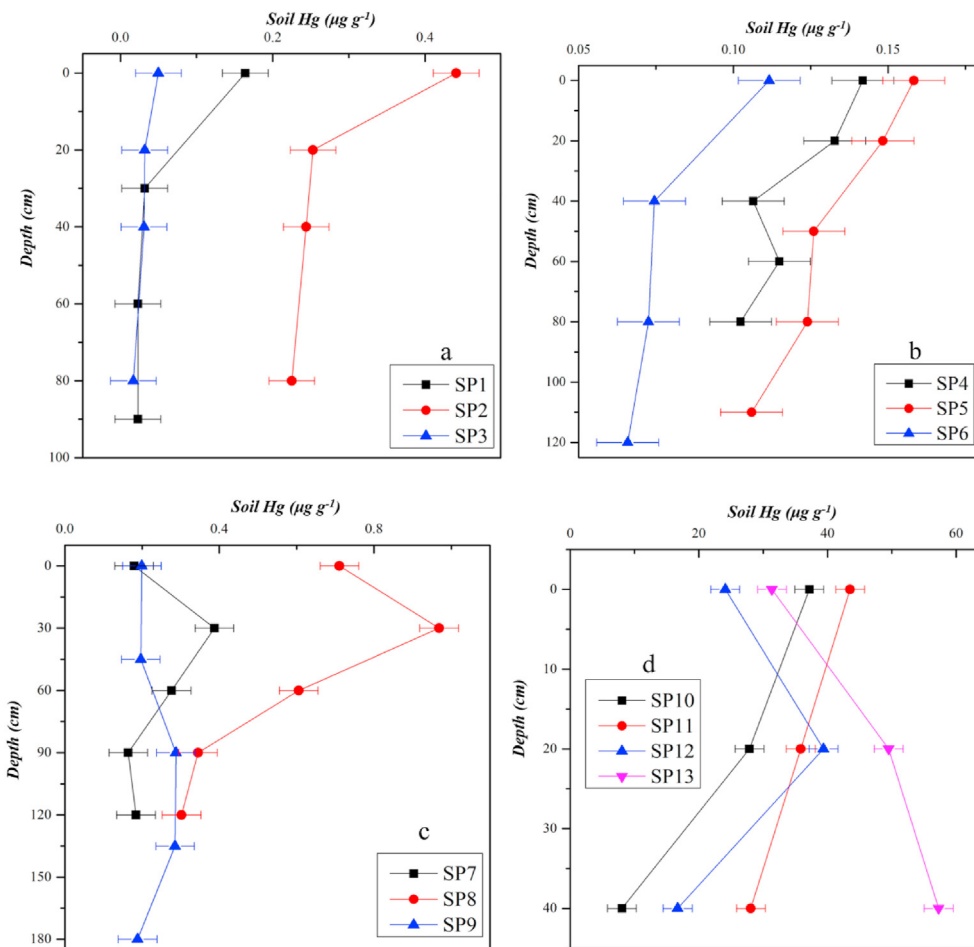 Soil Hg (µg g⁻¹)
0.0 0.2 0.4
0
20
40
60
80
100
Depth (cm)
a
SP1
SP2
SP3
Soil Hg (µg g⁻¹)
0.05 0.10 0.15
0
20
40
60
80
100
120
Depth (cm)
b
SP4
SP5
SP6
Soil Hg (µg g⁻¹)
0.0 0.4 0.8
0
30
60
90
120
150
180
Depth (cm)
c
SP7
SP8
SP9
Soil Hg (µg g⁻¹)
0 20 40 60
0
10
20
30
40
Depth (cm)
d
SP10
SP11
SP12
SP13